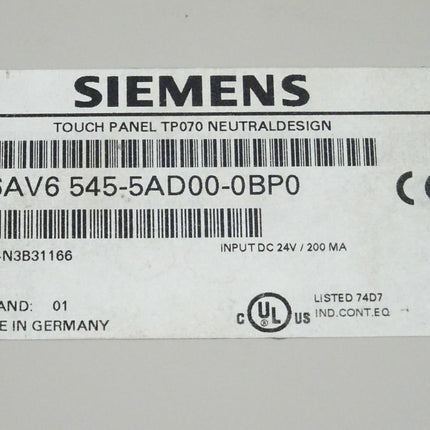 SIEMENS
TOUCH PANEL TP070 NEUTRALDESIGN
6AV6 545-5AD00-0BP0
CE
-N3B31166
INPUT DC 24V / 200 MA
AND: 01
E IN GERMANY
C UL US
LISTED 74D7
IND.CONT.EQ